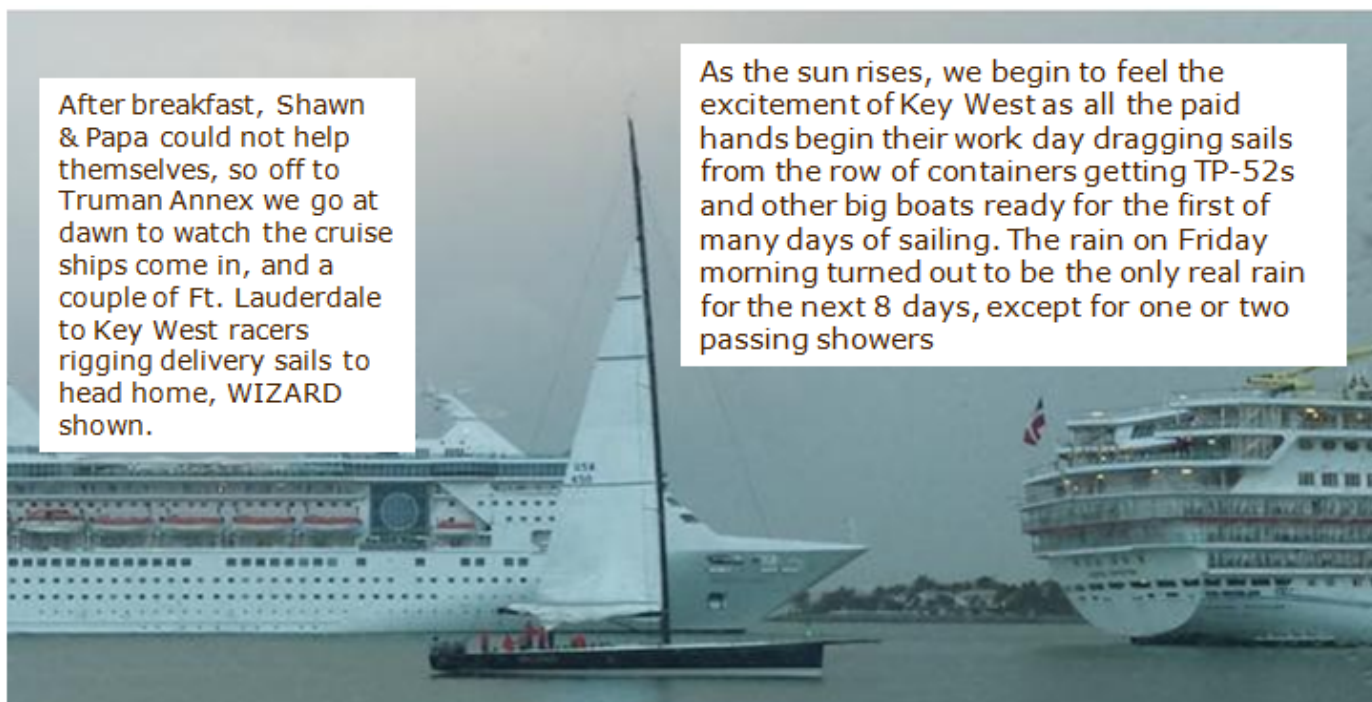 After breakfast, Shawn
& Papa could not help
themselves, so off to
Truman Annex we go at
dawn to watch the cruise
ships come in, and a
couple of Ft. Lauderdale
to Key West racers
rigging delivery sails to
head home, WIZARD
shown.
As the sun rises, we begin to feel the
excitement of Key West as all the paid
hands begin their work day dragging sails
from the row of containers getting TP-52s
and other big boats ready for the first of
many days of sailing. The rain on Friday
morning turned out to be the only real rain
for the next 8 days, except for one or two
passing showers
USA